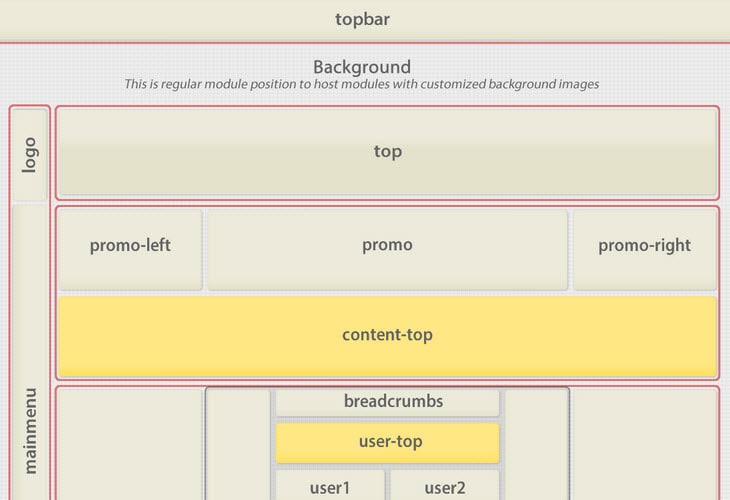 topbar
Background
This is regular module position to host modules with customized background images
logo
top
promo-left
promo
promo-right
content-top
mainmenu
breadcrumbs
user-top
user1
user2